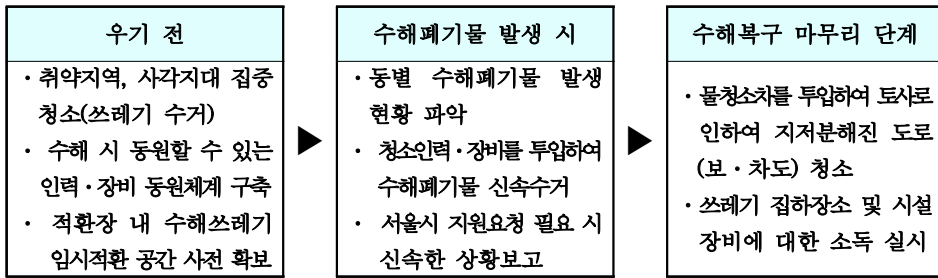 우기 전
· 취약지역, 사각지대 집중
청소(쓰레기 수거)
· 수해 시 동원할 수 있는
인력·장비 동원체계 구축
· 적환장 내 수해쓰레기
임시적환 공간 사전 확보
▶
수해폐기물 발생 시
· 동별 수해폐기물 발생
현황 파악
· 청소인력·장비를 투입하여
수해폐기물 신속수거
· 서울시 지원요청 필요 시
신속한 상황보고
▶
수해복구 마무리 단계
· 물청소차를 투입하여 토사로
인하여 지저분해진 도로
(보·차도) 청소
· 쓰레기 집하장소 및 시설
장비에 대한 소독 실시